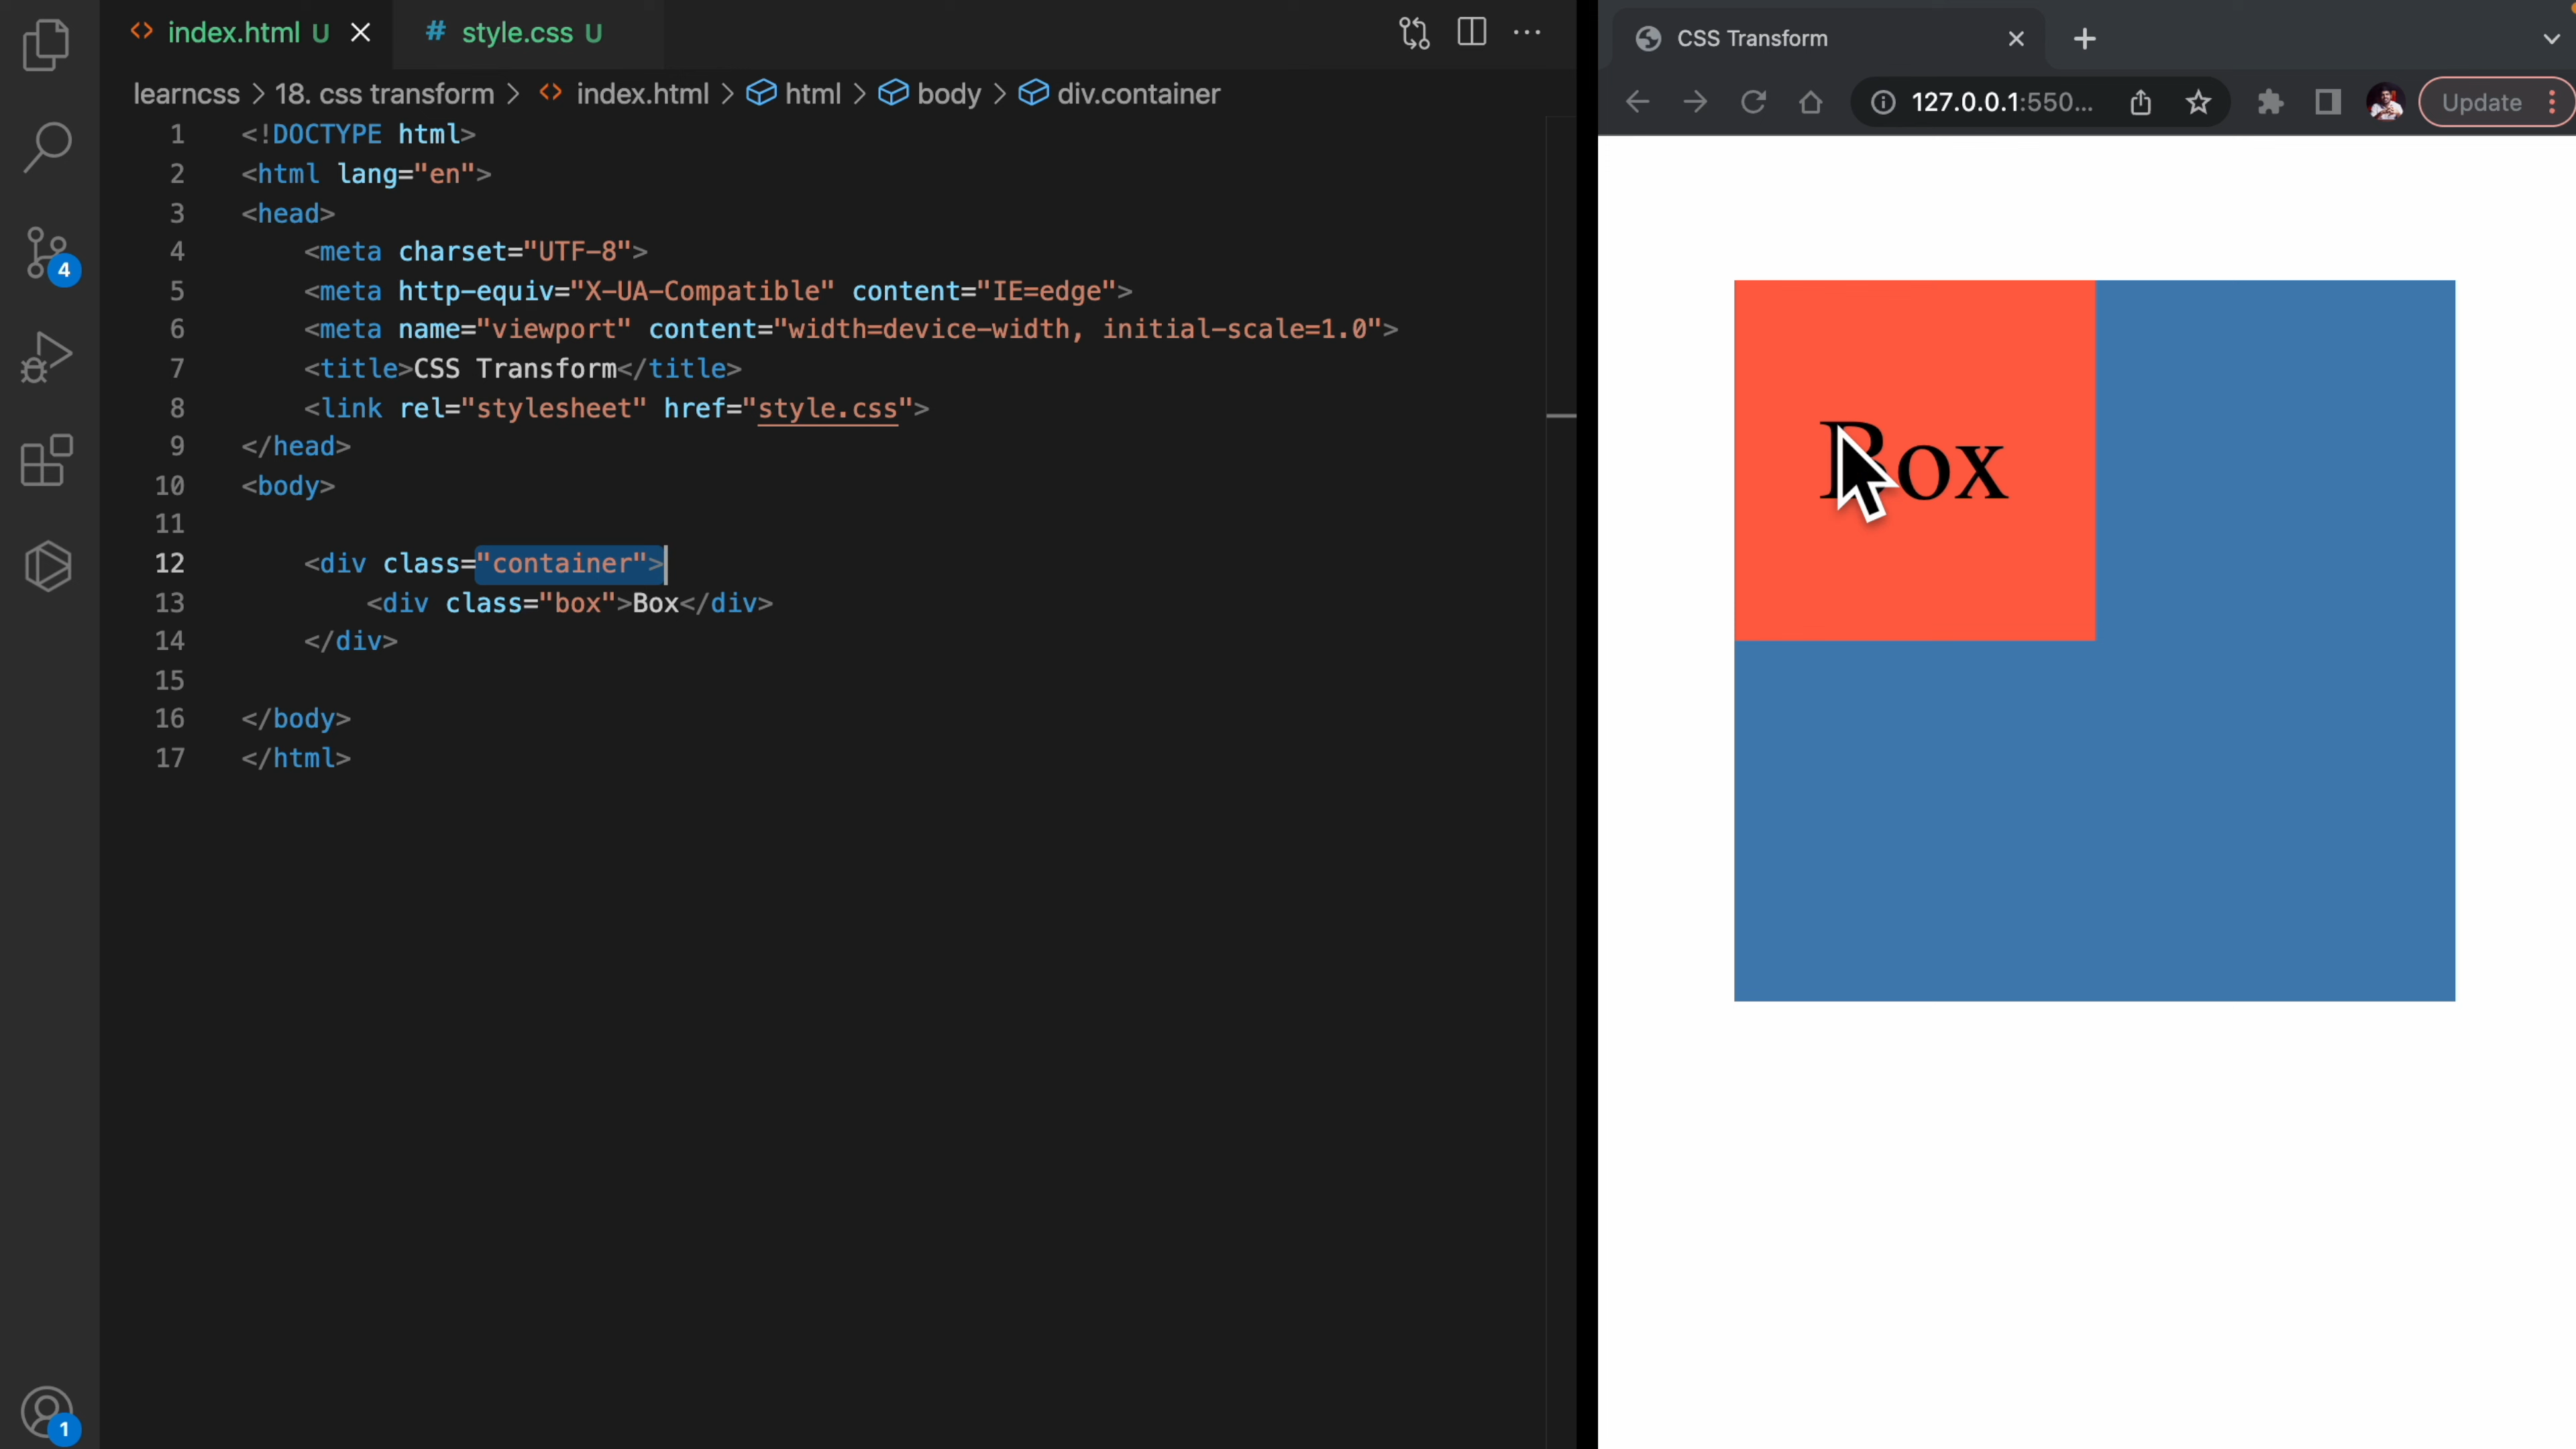 index.html U
# style.css U
learncss > 18. css transform > <> index.html > html > body > div.container
1 <!DOCTYPE html>
2 <html lang="en">
3 <head>
4 <meta charset="UTF-8">
5 <meta http-equiv="X-UA-Compatible" content="IE=edge">
6 <meta name="viewport" content="width=device-width, initial-scale=1.0">
7 <title>CSS Transform</title>
8 <link rel="stylesheet" href="style.css">
9 </head>
10 <body>
11
12 <div class="container">
13 <div class="box">Box</div>
14 </div>
15
16 </body>
17 </html>
4
1
CSS Transform
127.0.0.1:550...
Update
Box